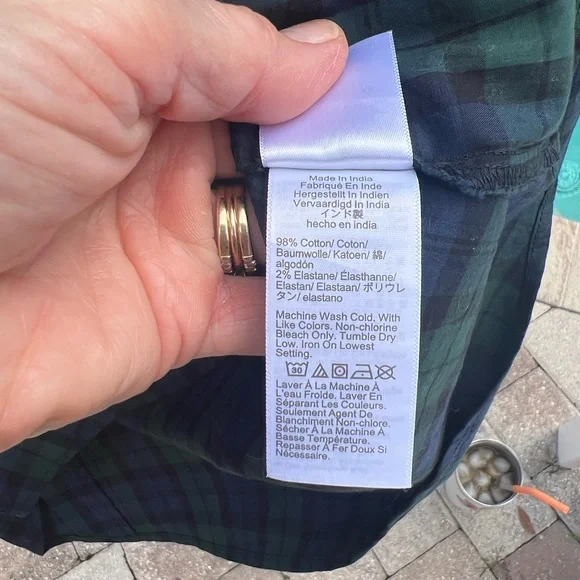 Made In India
Fabriqué En Inde
Hergestellt In Indien
Vervaardigd In India
インド製
hecho en india
98% Cotton/ Coton/
Baumwolle/ Katoen/ 綿/
algodón
2% Elastane/ Élasthanne/
Elastan/ Elastaan/ ポリウレ
タン/ elastano
Machine Wash Cold. With
Like Colors. Non-chlorine
Bleach Only. Tumble Dry
Low. Iron On Lowest
Setting.
30
Laver À La Machine À
L'eau Froide. Laver En
Séparant Les Couleurs.
Seulement Agent De
Blanchiment Non-Chlore.
Sécher À La Machine À
Basse Température.
Repasser À Fer Doux Si
Nécessaire.